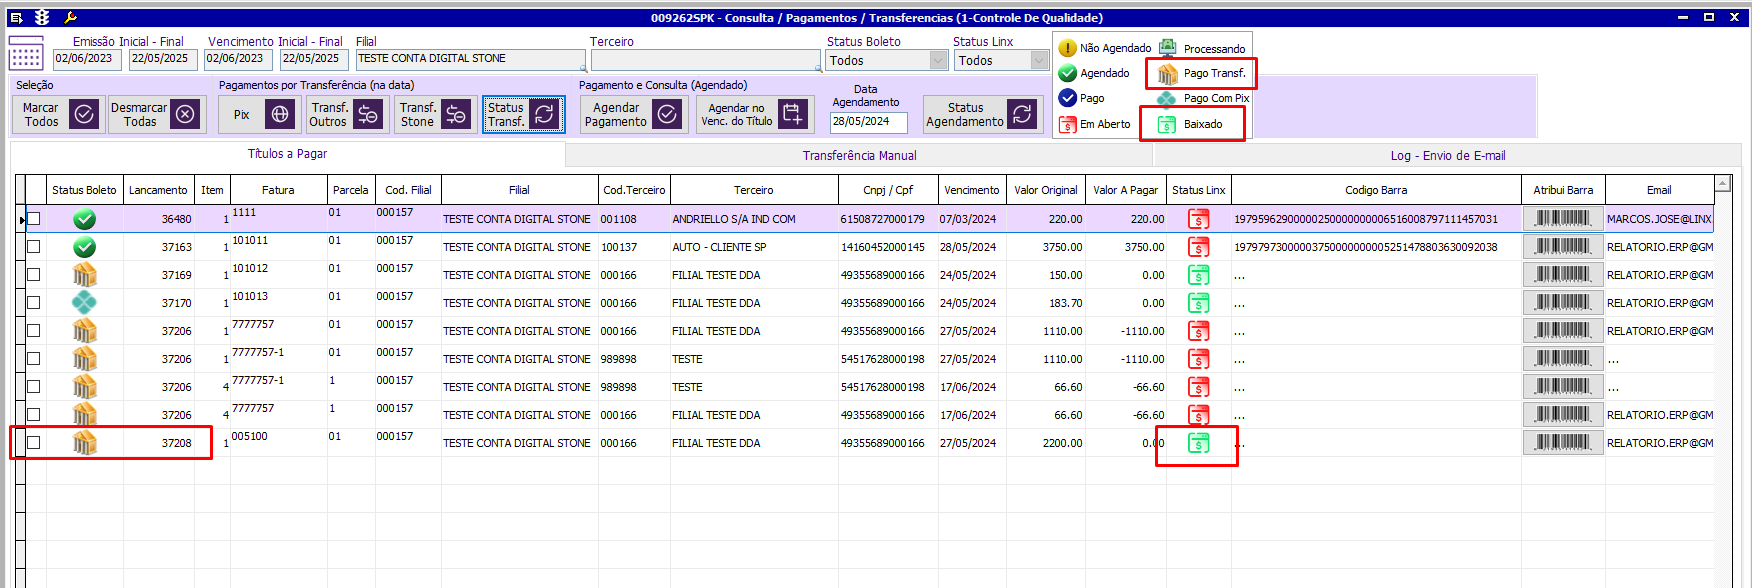 009262SPK - Consulta / Pagamentos / Transferencias (1-Controle De Qualidade)
Emissão Inicial - Final Vencimento Inicial - Final Filial Terceiro Status Boleto Status Linx
02/06/2023 22/05/2025 02/06/2023 22/05/2025 TESTE CONTA DIGITAL STONE Todos Todos
Não Agendado Processando
Agendado Pago Transf.
Pago Pago Com Pix
Em Aberto Baixado
Seleção Pagamentos por Transferência (na data) Pagamento e Consulta (Agendado)
Marcar Todos Desmarcar Todas Pix Transf. Outros Transf. Stone Status Transf. Agendar Pagamento Agendar no Venc. do Título Data Agendamento 28/05/2024 Status Agendamento
Títulos a Pagar Transferência Manual Log - Envio de E-mail
Status Boleto Lancamento Item Fatura Parcela Cod. Filial Filial Cod.Terceiro Terceiro Cnpj / Cpf Vencimento Valor Original Valor A Pagar Status Linx Codigo Barra Atribui Barra Email
36480 1 1111 01 000157 TESTE CONTA DIGITAL STONE 001108 ANDRIELLO S/A IND COM 61508727000179 07/03/2024 220.00 220.00 19795962900000250000000006516008797111457031 MARCOS.JOSE@LINX
37163 1 101011 01 000157 TESTE CONTA DIGITAL STONE 100137 AUTO - CLIENTE SP 14160452000145 28/05/2024 3750.00 3750.00 19797973000003750000000005251478803630092038 RELATORIO.ERP@GM
37169 1 101012 01 000157 TESTE CONTA DIGITAL STONE 000166 FILIAL TESTE DDA 49355689000166 24/05/2024 150.00 0.00 ... RELATORIO.ERP@GM
37170 1 101013 01 000157 TESTE CONTA DIGITAL STONE 000166 FILIAL TESTE DDA 49355689000166 24/05/2024 183.70 0.00 ... RELATORIO.ERP@GM
37206 1 7777757 01 000157 TESTE CONTA DIGITAL STONE 000166 FILIAL TESTE DDA 49355689000166 27/05/2024 1110.00 -1110.00 ... RELATORIO.ERP@GM
37206 1 7777757-1 01 000157 TESTE CONTA DIGITAL STONE 989898 TESTE 54517628000198 27/05/2024 1110.00 -1110.00 ... ...
37206 4 7777757-1 1 000157 TESTE CONTA DIGITAL STONE 989898 TESTE 54517628000198 17/06/2024 66.60 -66.60 ... ...
37206 4 7777757 1 000157 TESTE CONTA DIGITAL STONE 000166 FILIAL TESTE DDA 49355689000166 17/06/2024 66.60 -66.60 ... RELATORIO.ERP@GM
37208 1 005100 01 000157 TESTE CONTA DIGITAL STONE 000166 FILIAL TESTE DDA 49355689000166 27/05/2024 2200.00 0.00 ... RELATORIO.ERP@GM